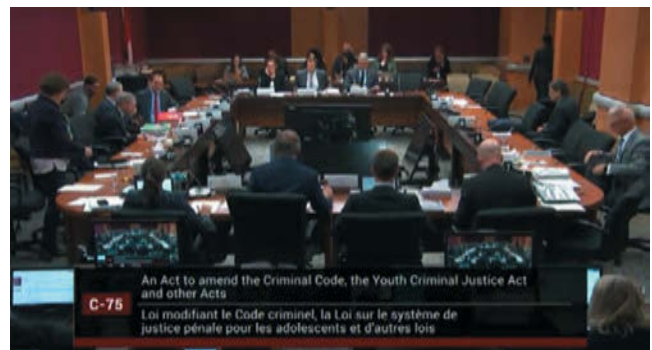 An Act to amend the Criminal Code, the Youth Criminal Justice Act
and other Acts
C-75
Loi modifiant le Code criminel, la Loi sur le système de
justice pénale pour les adolescents et d'autres lois